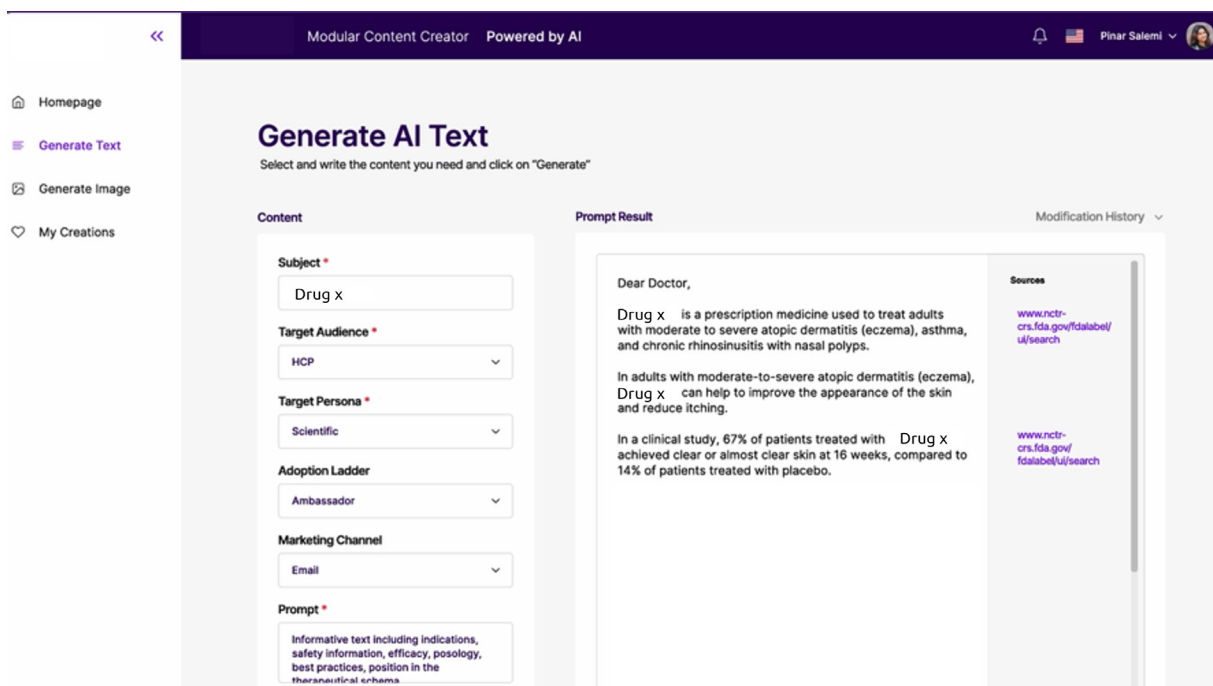 Modular Content Creator Powered by AI
Pinar Salemi
Homepage
Generate Text
Generate Image
My Creations
Generate AI Text
Select and write the content you need and click on "Generate"
Content
Subject *
Drug x
Target Audience *
HCP
Target Persona *
Scientific
Adoption Ladder
Ambassador
Marketing Channel
Email
Prompt *
Informative text including indications,
safety information, efficacy, posology,
best practices, position in the
therapeutical schema
Prompt Result
Modification History
Dear Doctor,
Drug x is a prescription medicine used to treat adults
with moderate to severe atopic dermatitis (eczema), asthma,
and chronic rhinosinusitis with nasal polyps.
In adults with moderate-to-severe atopic dermatitis (eczema),
Drug x can help to improve the appearance of the skin
and reduce itching.
In a clinical study, 67% of patients treated with Drug x
achieved clear or almost clear skin at 16 weeks, compared to
14% of patients treated with placebo.
Sources
www.nctr-
crs.fda.gov/fdalabel/
ui/search
www.nctr-
crs.fda.gov/
fdalabel/ui/search